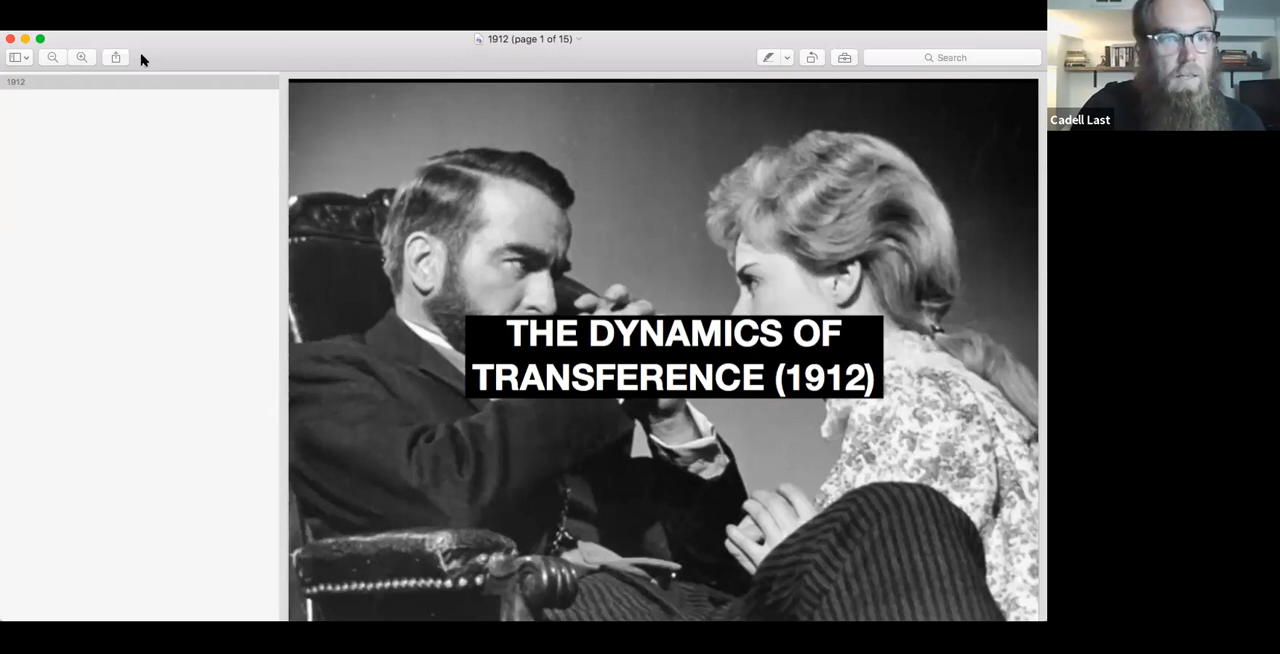 1912 (page 1 of 15)
Search
1912
THE DYNAMICS OF
TRANSFERENCE (1912)
Cadell Last